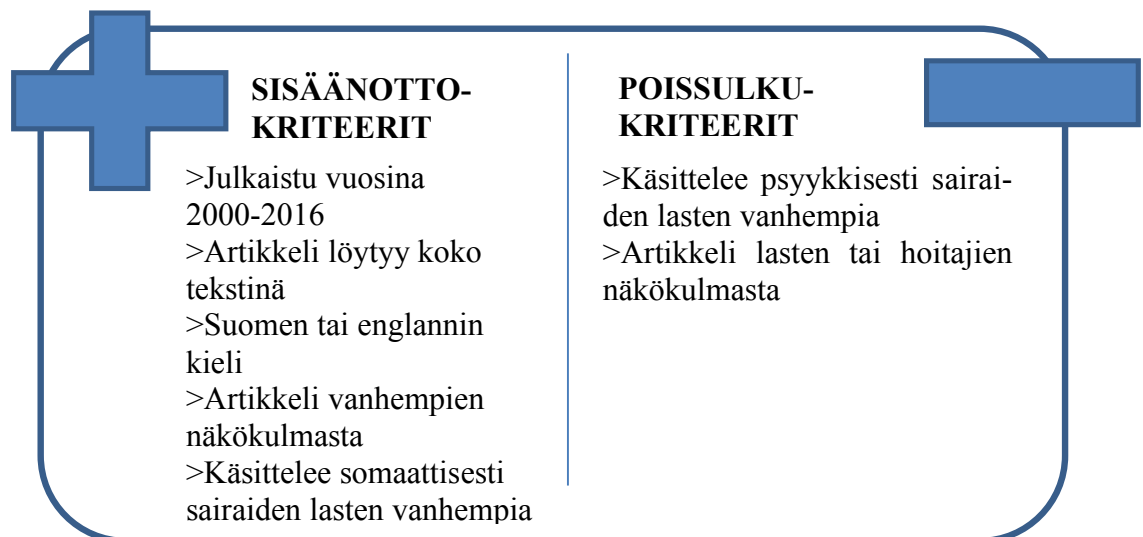 SISÄÄNOTTO-
KRITEERIT
>Julkaistu vuosina
2000-2016
>Artikkeli löytyy koko
tekstinä
>Suomen tai englannin
kieli
>Artikkeli vanhempien
näkökulmasta
>Käsittelee somaattisesti
sairaiden lasten vanhempia
POISSULKU-
KRITEERIT
>Käsittelee psyykkisesti sairai-
den lasten vanhempia
>Artikkeli lasten tai hoitajien
näkökulmasta